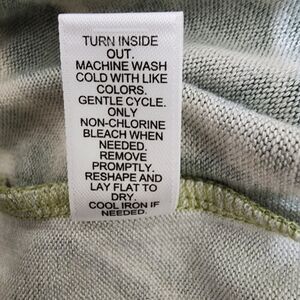 TURN INSIDE
OUT.
MACHINE WASH
COLD WITH LIKE
COLORS.
GENTLE CYCLE.
ONLY
NON-CHLORINE
BLEACH WHEN
NEEDED.
REMOVE
PROMPTLY.
RESHAPE AND
LAY FLAT TO
DRY.
COOL IRON IF
NEEDED.